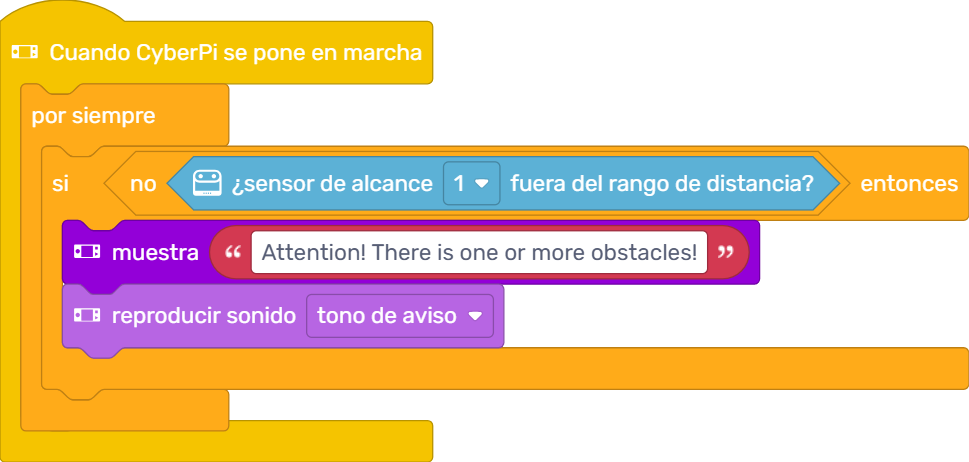 Cuando CyberPi se pone en marcha
por siempre
si no ¿sensor de alcance 1 fuera del rango de distancia? entonces
muestra “ Attention! There is one or more obstacles! ”
reproducir sonido tono de aviso